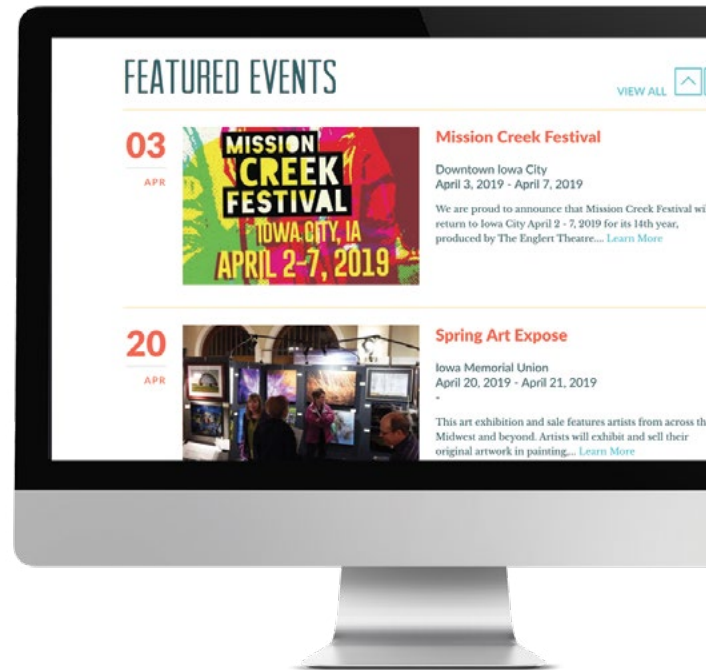 FEATURED EVENTS
VIEW ALL
03
APR
MISSION
CREEK
FESTIVAL
IOWA CITY, IA
APRIL 2-7, 2019
Mission Creek Festival
Downtown Iowa City
April 3, 2019 - April 7, 2019
We are proud to announce that Mission Creek Festival wi
return to Iowa City April 2 - 7, 2019 for its 14th year,
produced by The Englert Theatre.... Learn More
20
APR
Spring Art Expose
Iowa Memorial Union
April 20, 2019 - April 21, 2019
-
This art exhibition and sale features artists from across th
Midwest and beyond. Artists will exhibit and sell their
original artwork in painting,... Learn More